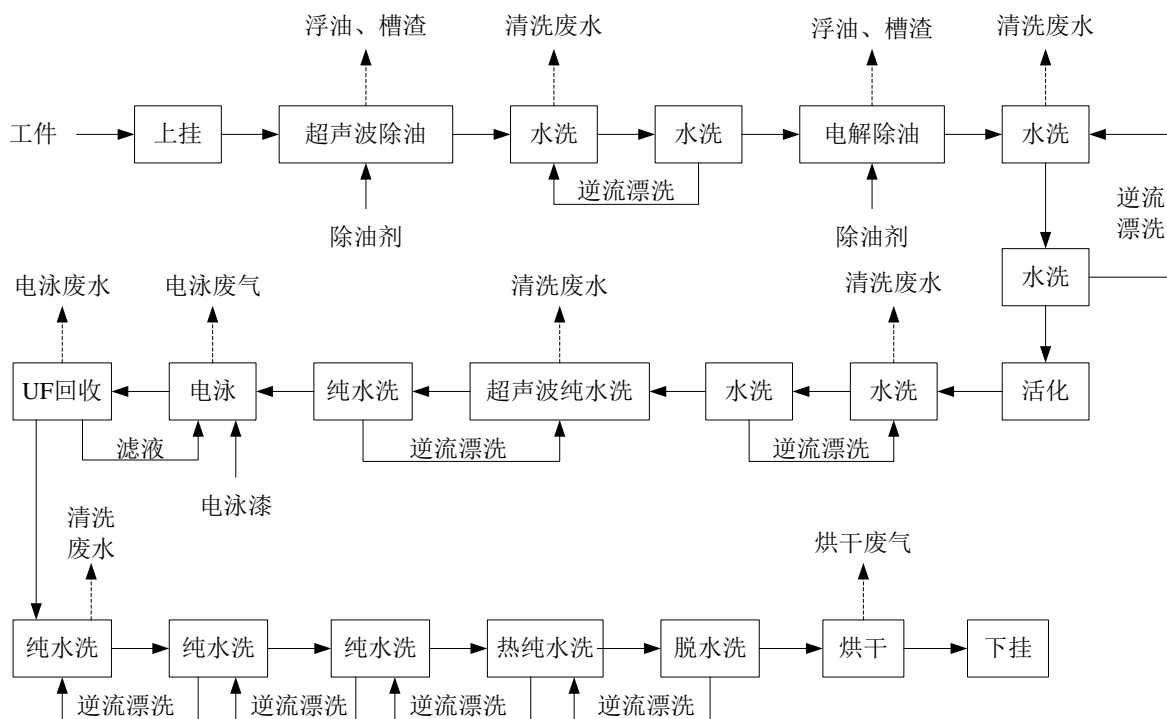 浮油、槽渣
清洗废水
浮油、槽渣
清洗废水
工件
上挂
超声波除油
水洗
水洗
电解除油
水洗
逆流漂洗
逆流
漂洗
除油剂
除油剂
水洗
电泳废水
电泳废气
清洗废水
清洗废水
UF回收
电泳
纯水洗
超声波纯水洗
水洗
水洗
活化
滤液
逆流漂洗
逆流漂洗
电泳漆
清洗
废水
烘干废气
纯水洗
纯水洗
纯水洗
热纯水洗
脱水洗
烘干
下挂
逆流漂洗
逆流漂洗
逆流漂洗
逆流漂洗